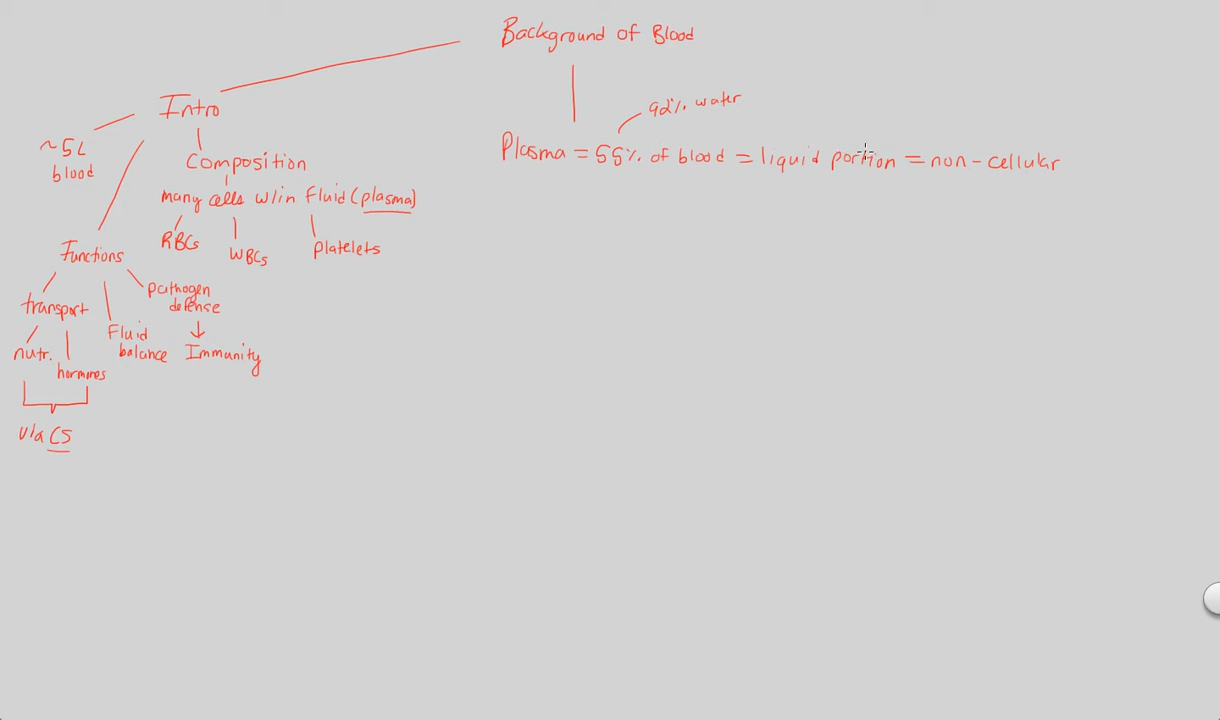 Background of Blood
Intro
~5L
blood
Composition
many cells w/in Fluid (plasma)
RBCs
WBCs
Platelets
Functions
transport
nutr.
hormones
via CS
Fluid
balance
pathogen
defense
Immunity
92% water
Plasma = 55% of blood = liquid portion = non-cellular